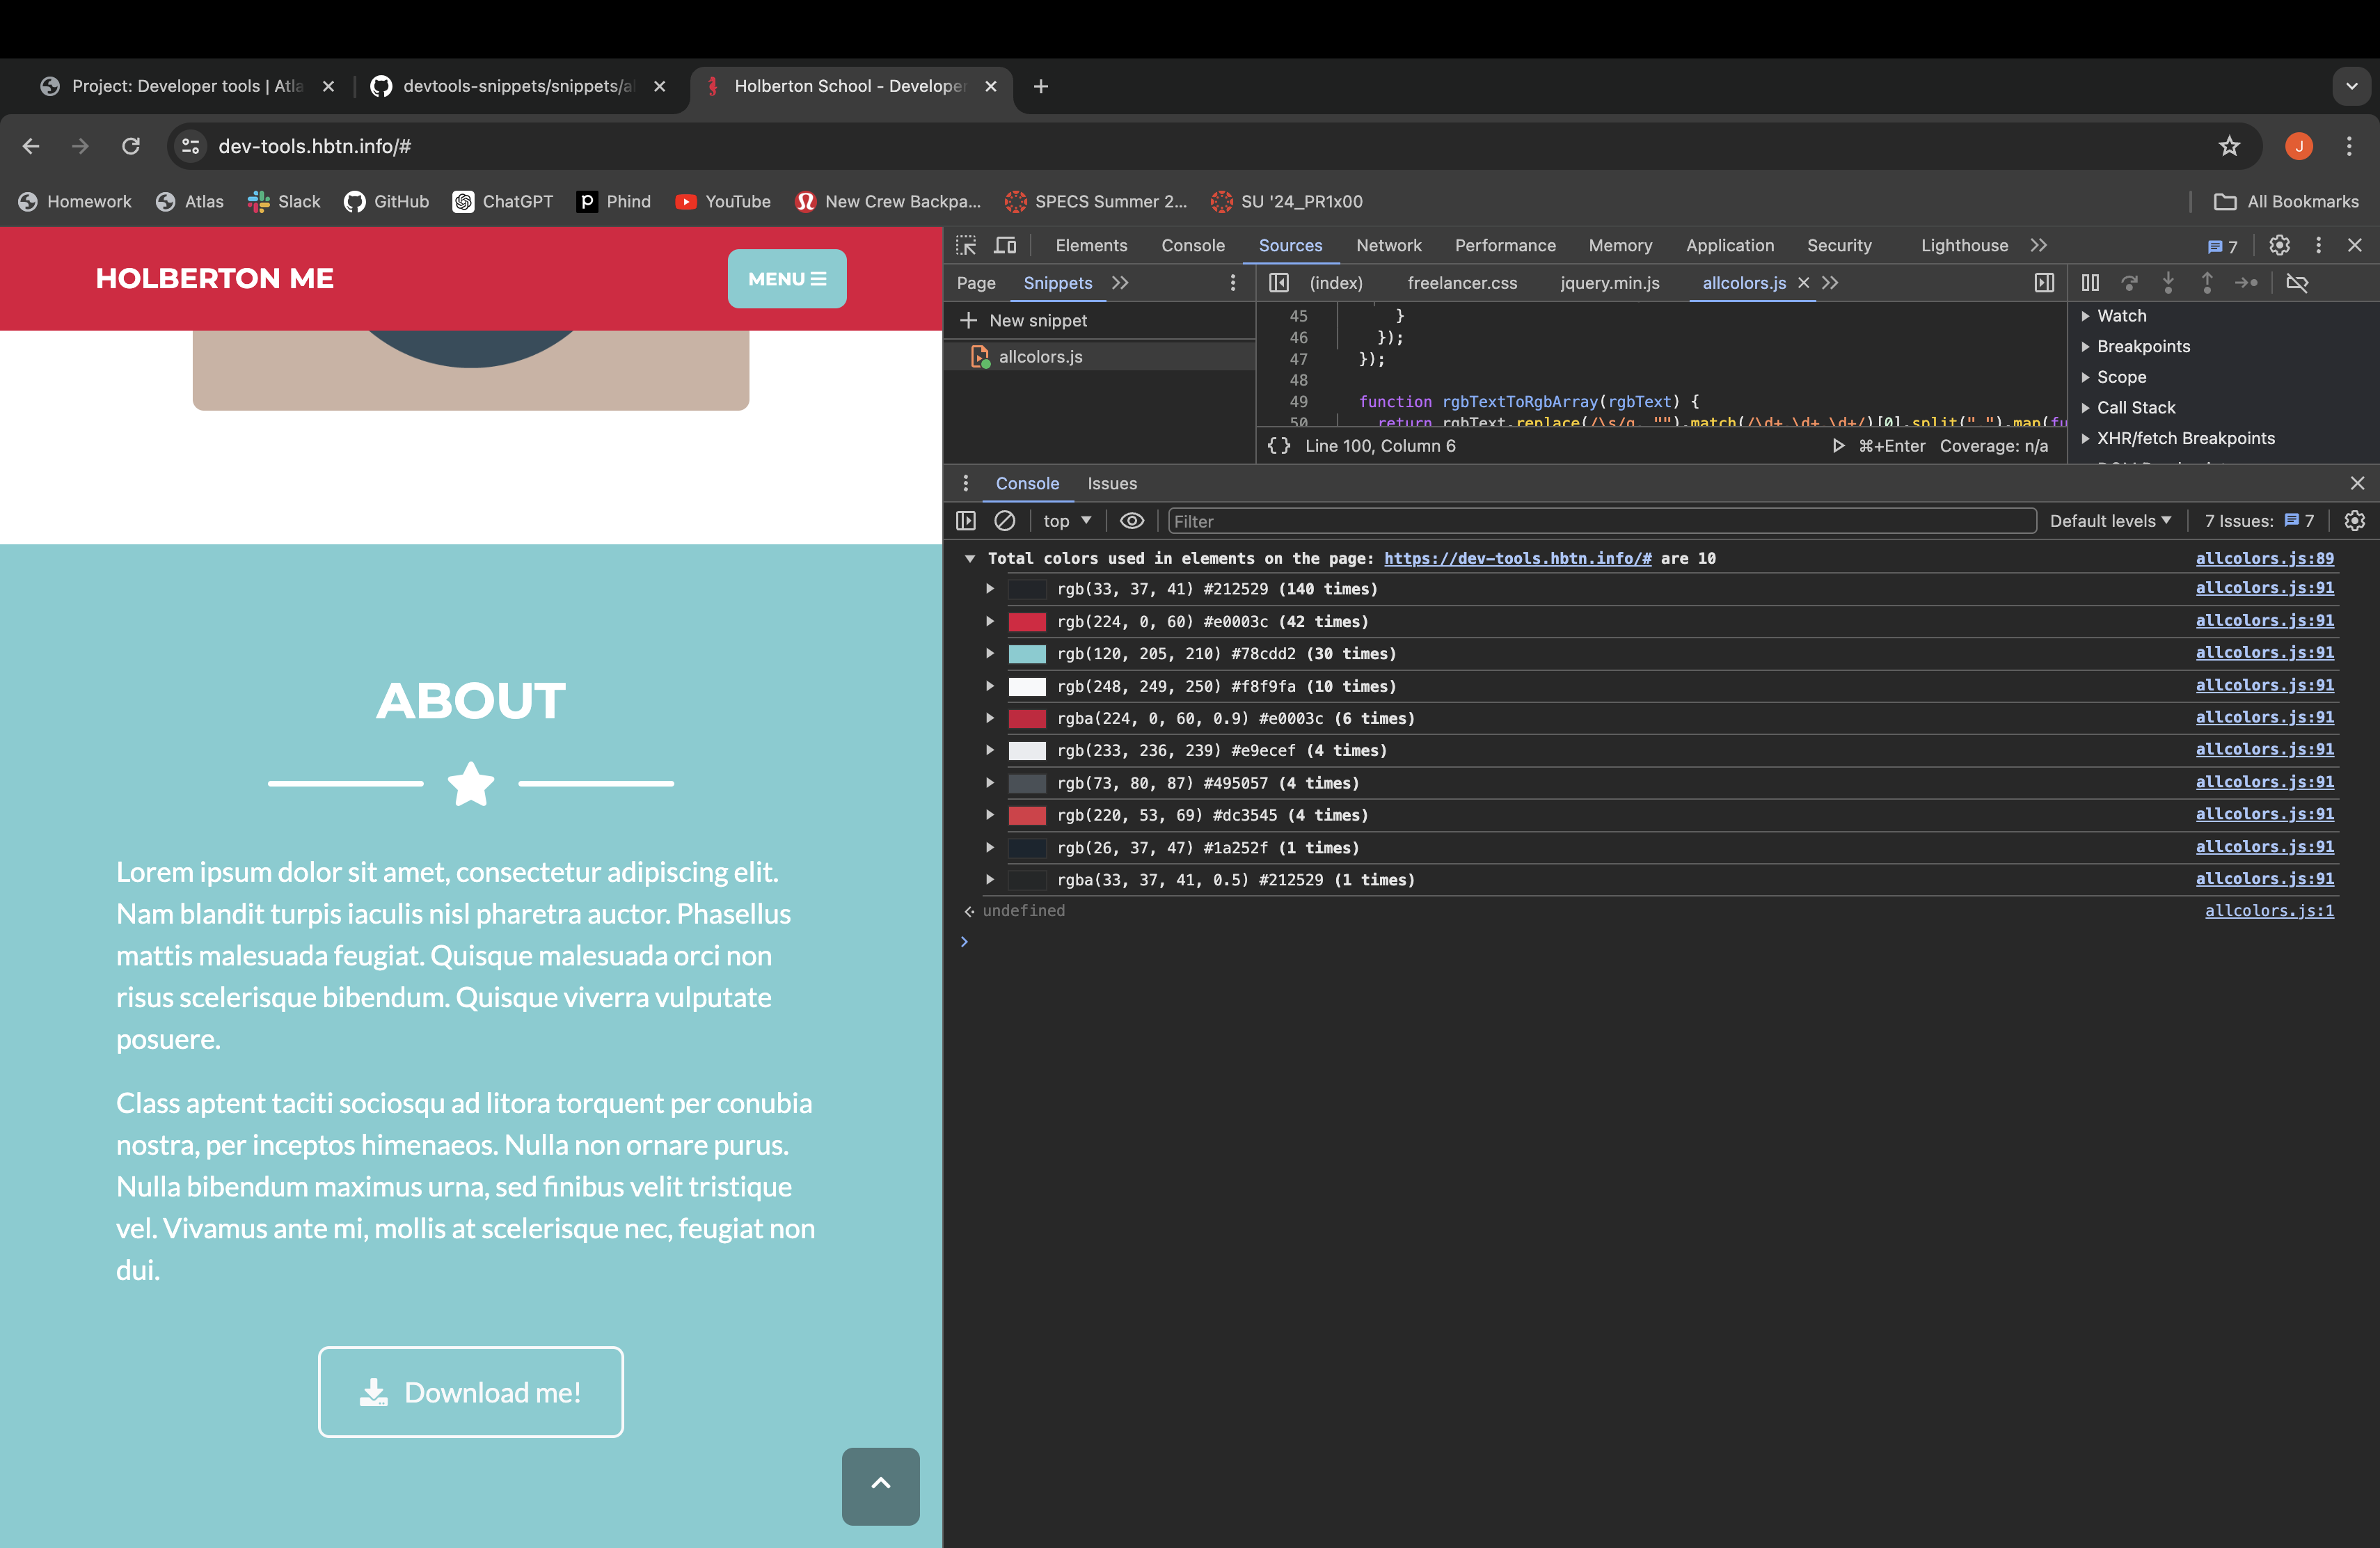 Project: Developer tools | Atla
devtools-snippets/snippets/al
Holberton School - Developer
dev-tools.hbtn.info/#
J
Homework
Atlas
Slack
GitHub
ChatGPT
Phind
YouTube
New Crew Backpa...
SPECS Summer 2...
SU '24_PR1x00
All Bookmarks
HOLBERTON ME
MENU
ABOUT
Lorem ipsum dolor sit amet, consectetur adipiscing elit.
Nam blandit turpis iaculis nisl pharetra auctor. Phasellus
mattis malesuada feugiat. Quisque malesuada orci non
risus scelerisque bibendum. Quisque viverra vulputate
posuere.
Class aptent taciti sociosqu ad litora torquent per conubia
nostra, per inceptos himenaeos. Nulla non ornare purus.
Nulla bibendum maximus urna, sed finibus velit tristique
vel. Vivamus ante mi, mollis at scelerisque nec, feugiat non
dui.
Download me!
Elements Console Sources Network Performance Memory Application Security Lighthouse 7
Page Snippets
(index) freelancer.css jquery.min.js allcolors.js
New snippet
allcolors.js
45 }
46 });
47 });
48
49 function rgbTextToRgbArray(rgbText) {
50 return rgbText.replace(/\s/g, "").match(/\d+,\d+,\d+/)[0].split(",").map(fu
{} Line 100, Column 6 ⌘+Enter Coverage: n/a
Watch
Breakpoints
Scope
Call Stack
XHR/fetch Breakpoints
Console Issues
top Filter Default levels 7 Issues: 7
Total colors used in elements on the page: https://dev-tools.hbtn.info/# are 10 allcolors.js:89
rgb(33, 37, 41) #212529 (140 times) allcolors.js:91
rgb(224, 0, 60) #e0003c (42 times) allcolors.js:91
rgb(120, 205, 210) #78cdd2 (30 times) allcolors.js:91
rgb(248, 249, 250) #f8f9fa (10 times) allcolors.js:91
rgba(224, 0, 60, 0.9) #e0003c (6 times) allcolors.js:91
rgb(233, 236, 239) #e9ecef (4 times) allcolors.js:91
rgb(73, 80, 87) #495057 (4 times) allcolors.js:91
rgb(220, 53, 69) #dc3545 (4 times) allcolors.js:91
rgb(26, 37, 47) #1a252f (1 times) allcolors.js:91
rgba(33, 37, 41, 0.5) #212529 (1 times) allcolors.js:91
undefined allcolors.js:1